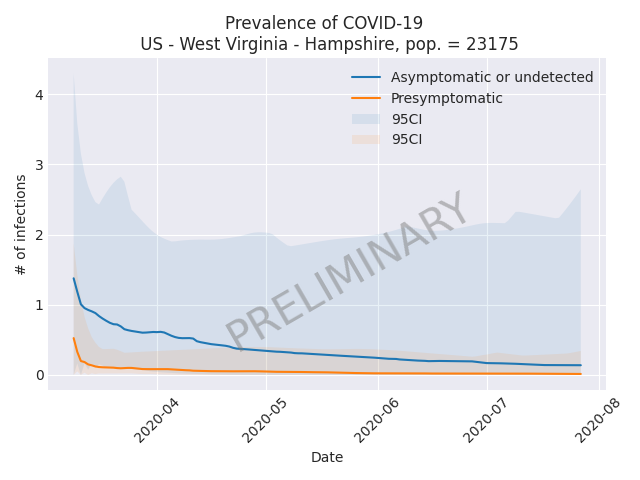 Prevalence of COVID-19
US - West Virginia - Hampshire, pop. = 23175
Asymptomatic or undetected
Presymptomatic
95CI
95CI
PRELIMINARY
# of infections
4
3
2
1
0
2020-04
2020-05
2020-06
2020-07
2020-08
Date